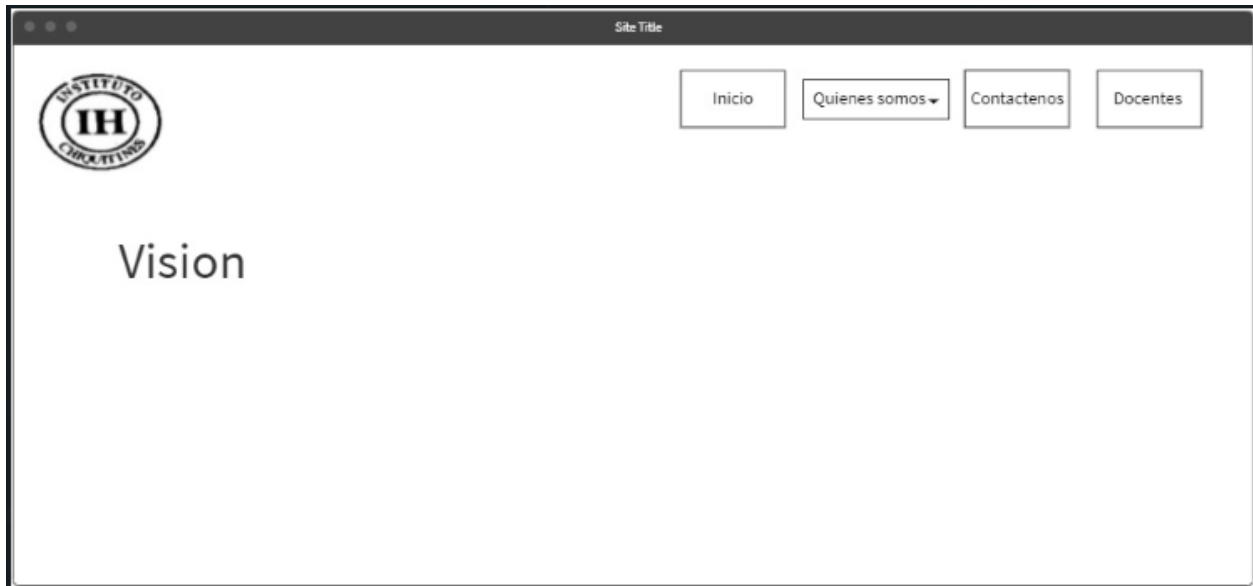 Site Title
INSTITUTO
IH
CHIQUITINES
Inicio
Quienes somos
Contactenos
Docentes
Vision